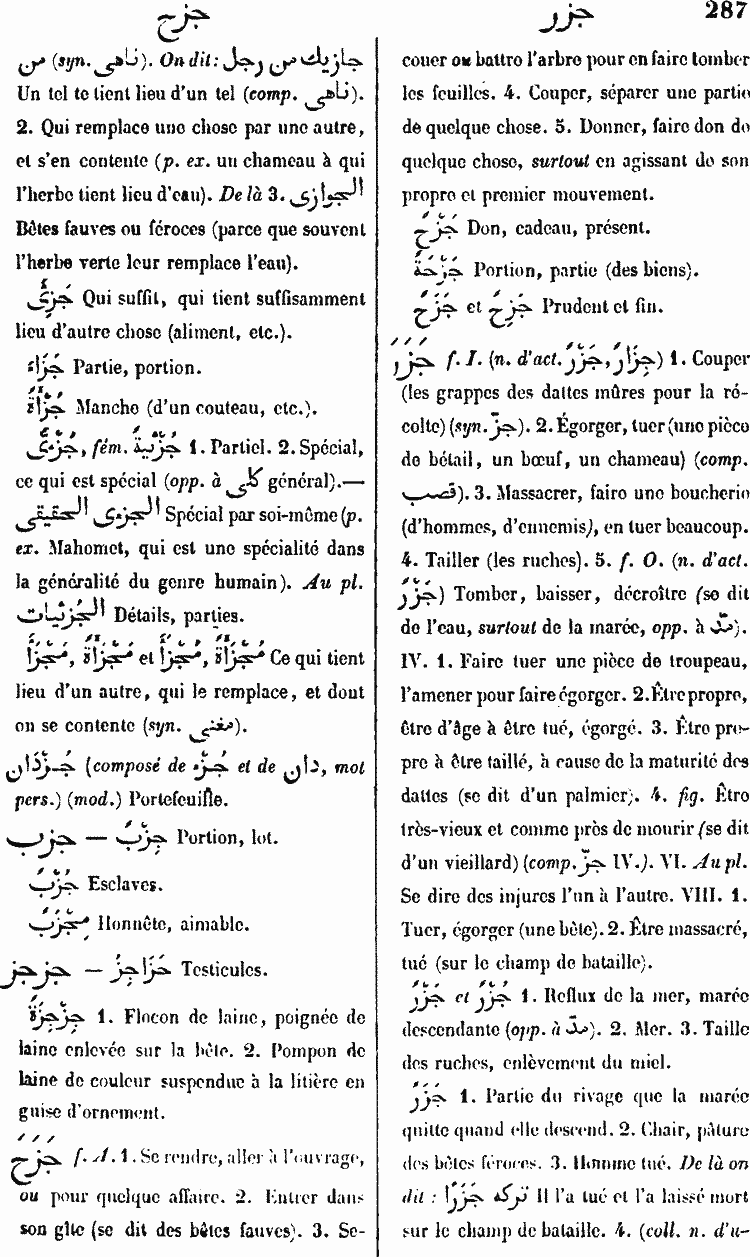 جزح
جزر 287
من (syn. ناهى). On dit: جازيك من رجل
Un tel te tient lieu d'un tel (comp. ناهى).
2. Qui remplace une chose par une autre,
et s'en contente (p. ex. un chameau à qui
l'herbe tient lieu d'eau). De là 3. الجوازى
Bêtes fauves ou féroces (parce que souvent
l'herbe verte leur remplace l'eau).
Qui suffit, qui tient suffisamment
lieu d'autre chose (aliment, etc.).
Partie, portion.
جُزْأَةٌ Manche (d'un couteau, etc.).
جُزْئِىٌّ, fém. جُزْئِيَّةٌ 1. Partiel. 2. Spécial,
ce qui est spécial (opp. à كلى général).—
الجزءى الحقيقى Spécial par soi-même (p.
ex. Mahomet, qui est une spécialité dans
la généralité du genre humain). Au pl.
الجُزْئيات Détails, parties.
مَجْزَأٌ, مَجْزَأَةٌ et مُجْزَأٌ, مُجْزَأَةٌ Ce qui tient
lieu d'un autre, qui le remplace, et dont
on se contente (syn. مغنى).
جُزْدَان (composé de جُزْء et de دان, mot
pers.) (mod.) Portefeuille.
جزب — جِزْبٌ Portion, lot.
جُزْبٌ Esclaves.
Honnête, aimable.
جزجز — جَزَاجِزُ Testicules.
جِزْجِزَةٌ 1. Flocon de laine, poignée de
laine enlevée sur la bête. 2. Pompon de
laine de couleur suspendue à la litière en
guise d'ornement.
جَزَحَ f. A. 1. Se rendre, aller à l'ouvrage,
ou pour quelque affaire. 2. Entrer dans
son gîte (se dit des bêtes fauves). 3. Se-
couer ou battre l'arbre pour en faire tomber
les feuilles. 4. Couper, séparer une partie
de quelque chose. 5. Donner, faire don de
quelque chose, surtout en agissant de son
propre et premier mouvement.
جَزْحٌ Don, cadeau, présent.
جَزْحَةٌ Portion, partie (des biens).
جَزِحٌ et جَزَحٌ Prudent et fin.
جَزَرَ f. I. (n. d'act. جَزْرٌ, جِزَارٌ) 1. Couper
(les grappes des dattes mûres pour la ré-
colte) (syn. جزّ). 2. Égorger, tuer (une pièce
de bétail, un bœuf, un chameau) (comp.
قصب). 3. Massacrer, faire une boucherie
(d'hommes, d'ennemis), en tuer beaucoup.
4. Tailler (les ruches). 5. f. O. (n. d'act.
جَزْرٌ) Tomber, baisser, décroître (se dit
de l'eau, surtout de la marée, opp. à مدّ).
IV. 1. Faire tuer une pièce de troupeau,
l'amener pour faire égorger. 2. Être propre,
être d'âge à être tué, égorgé. 3. Être pro-
pre à être taillé, à cause de la maturité des
dattes (se dit d'un palmier). 4. fig. Être
très-vieux et comme près de mourir (se dit
d'un vieillard) (comp. جزّ IV.). VI. Au pl.
Se dire des injures l'un à l'autre. VIII. 1.
Tuer, égorger (une bête). 2. Être massacré,
tué (sur le champ de bataille).
جَزْرٌ et جَزَرٌ 1. Reflux de la mer, marée
descendante (opp. à مدّ). 2. Mer. 3. Taille
des ruches, enlèvement du miel.
جَزَرٌ 1. Partie du rivage que la marée
quitte quand elle descend. 2. Chair, pâture
des bêtes féroces. 3. Homme tué. De là on
dit : تركه جَزَرًا Il l'a tué et l'a laissé mort
sur le champ de bataille. 4. (coll. n. d'u-